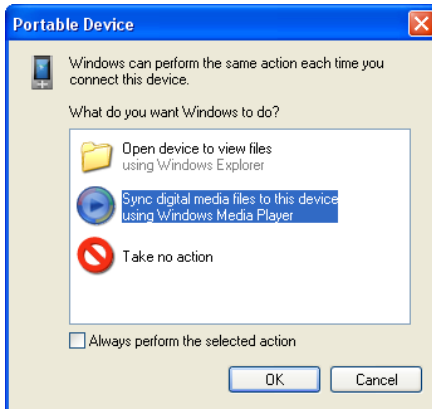 Portable Device
Windows can perform the same action each time you
connect this device.
What do you want Windows to do?
Open device to view files
using Windows Explorer
Sync digital media files to this device
using Windows Media Player
Take no action
Always perform the selected action
OK
Cancel